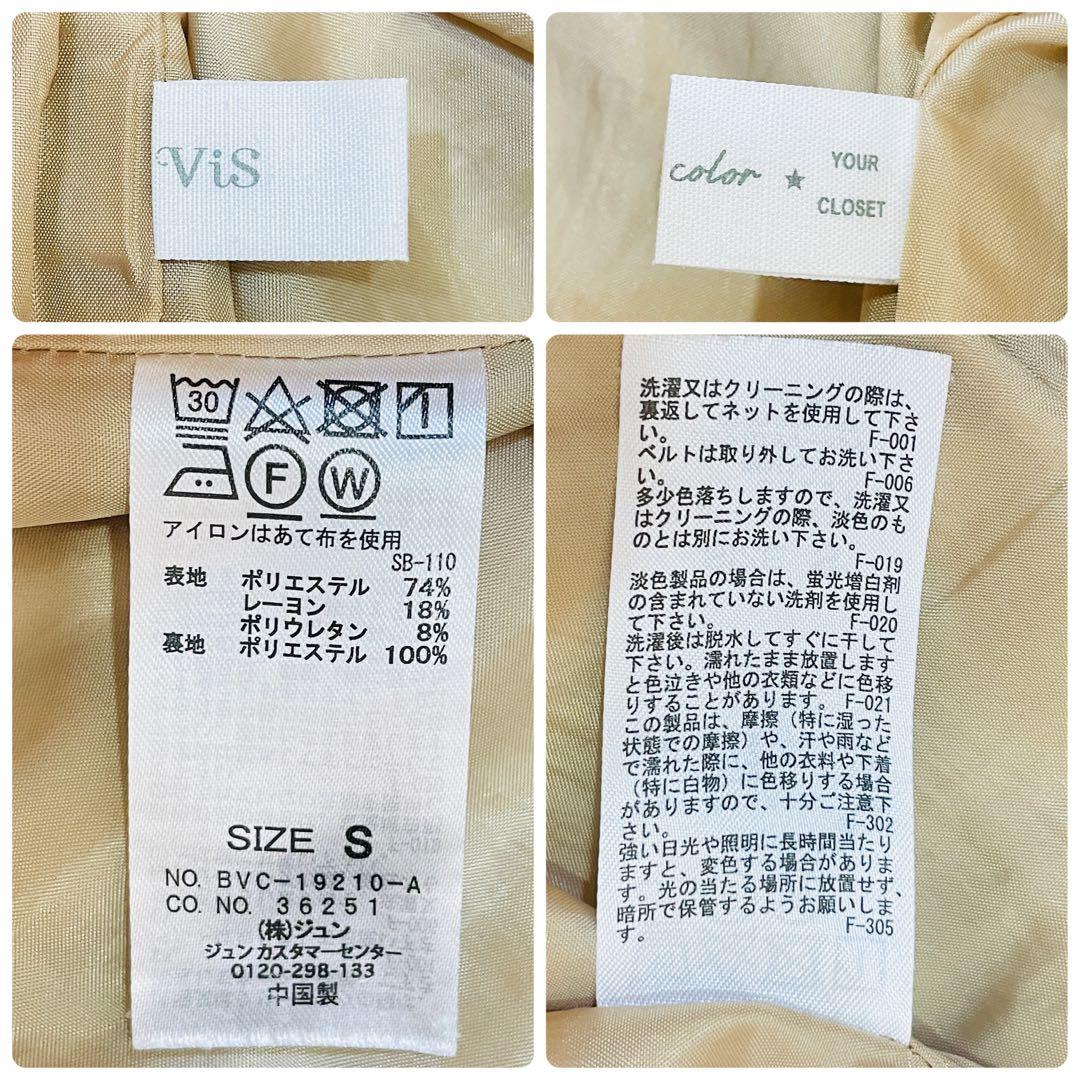 ViS
color ★ YOUR CLOSET
30
F W
アイロンはあて布を使用
SB-110
表地 ポリエステル 74%
レーヨン 18%
ポリウレタン 8%
裏地 ポリエステル 100%
SIZE S
NO. BVC-19210-A
CO. NO. 36251
(株)ジュン
ジュンカスタマーセンター
0120-298-133
中国製
洗濯又はクリーニングの際は、
裏返してネットを使用して下さ
い。 F-001
ベルトは取り外してお洗い下さ
い。 F-006
多少色落ちしますので、洗濯又
はクリーニングの際、淡色のも
のとは別にお洗い下さい。
F-019
淡色製品の場合は、蛍光増白剤
の含まれていない洗剤を使用し
て下さい。 F-020
洗濯後は脱水してすぐに干して
下さい。濡れたまま放置します
と色泣きや他の衣類などに色移
りすることがあります。 F-021
この製品は、摩擦（特に湿った
状態での摩擦）や、汗や雨など
で濡れた際に、他の衣料や下着
（特に白物）に色移りする場合
がありますので、十分ご注意下
さい。 F-302
強い日光や照明に長時間当たり
ますと、変色する場合がありま
す。光の当たる場所に放置せず、
暗所で保管するようお願いしま
す。 F-305